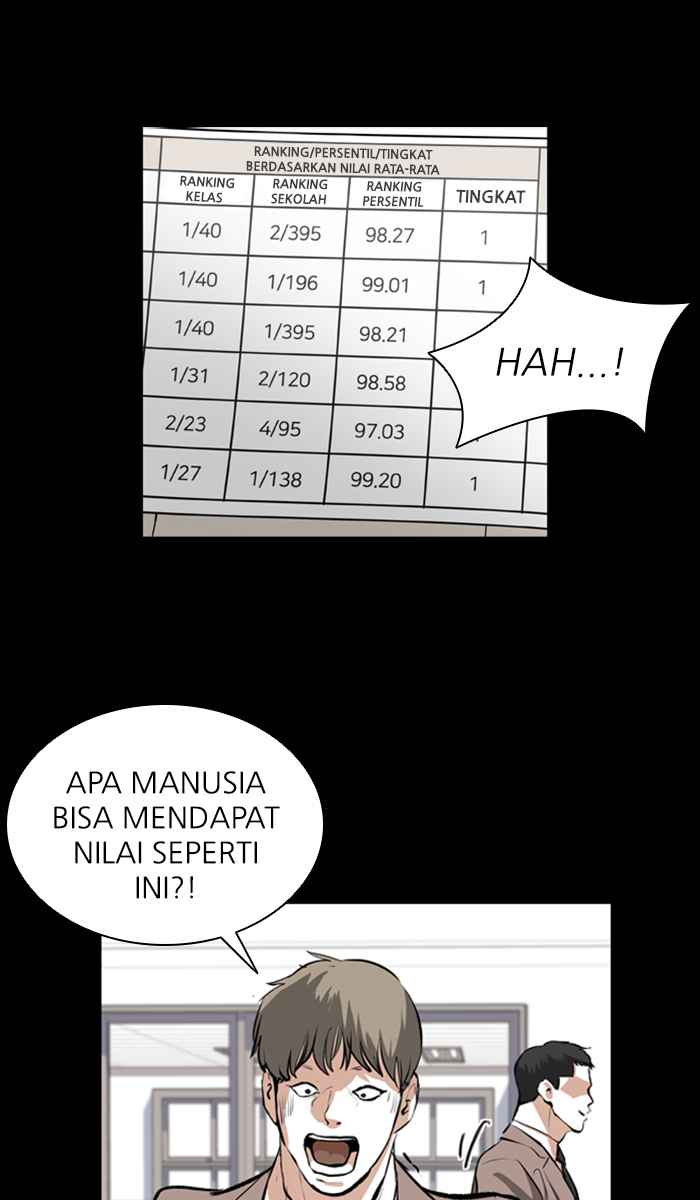 RANKING/PERSENTIL/TINGKAT
BERDASARKAN NILAI RATA-RATA
RANKING KELAS RANKING SEKOLAH RANKING PERSENTIL TINGKAT
1/40 2/395 98.27 1
1/40 1/196 99.01 1
1/40 1/395 98.21
1/31 2/120 98.58
2/23 4/95 97.03
1/27 1/138 99.20 1
HAH...!
APA MANUSIA
BISA MENDAPAT
NILAI SEPERTI
INI?!